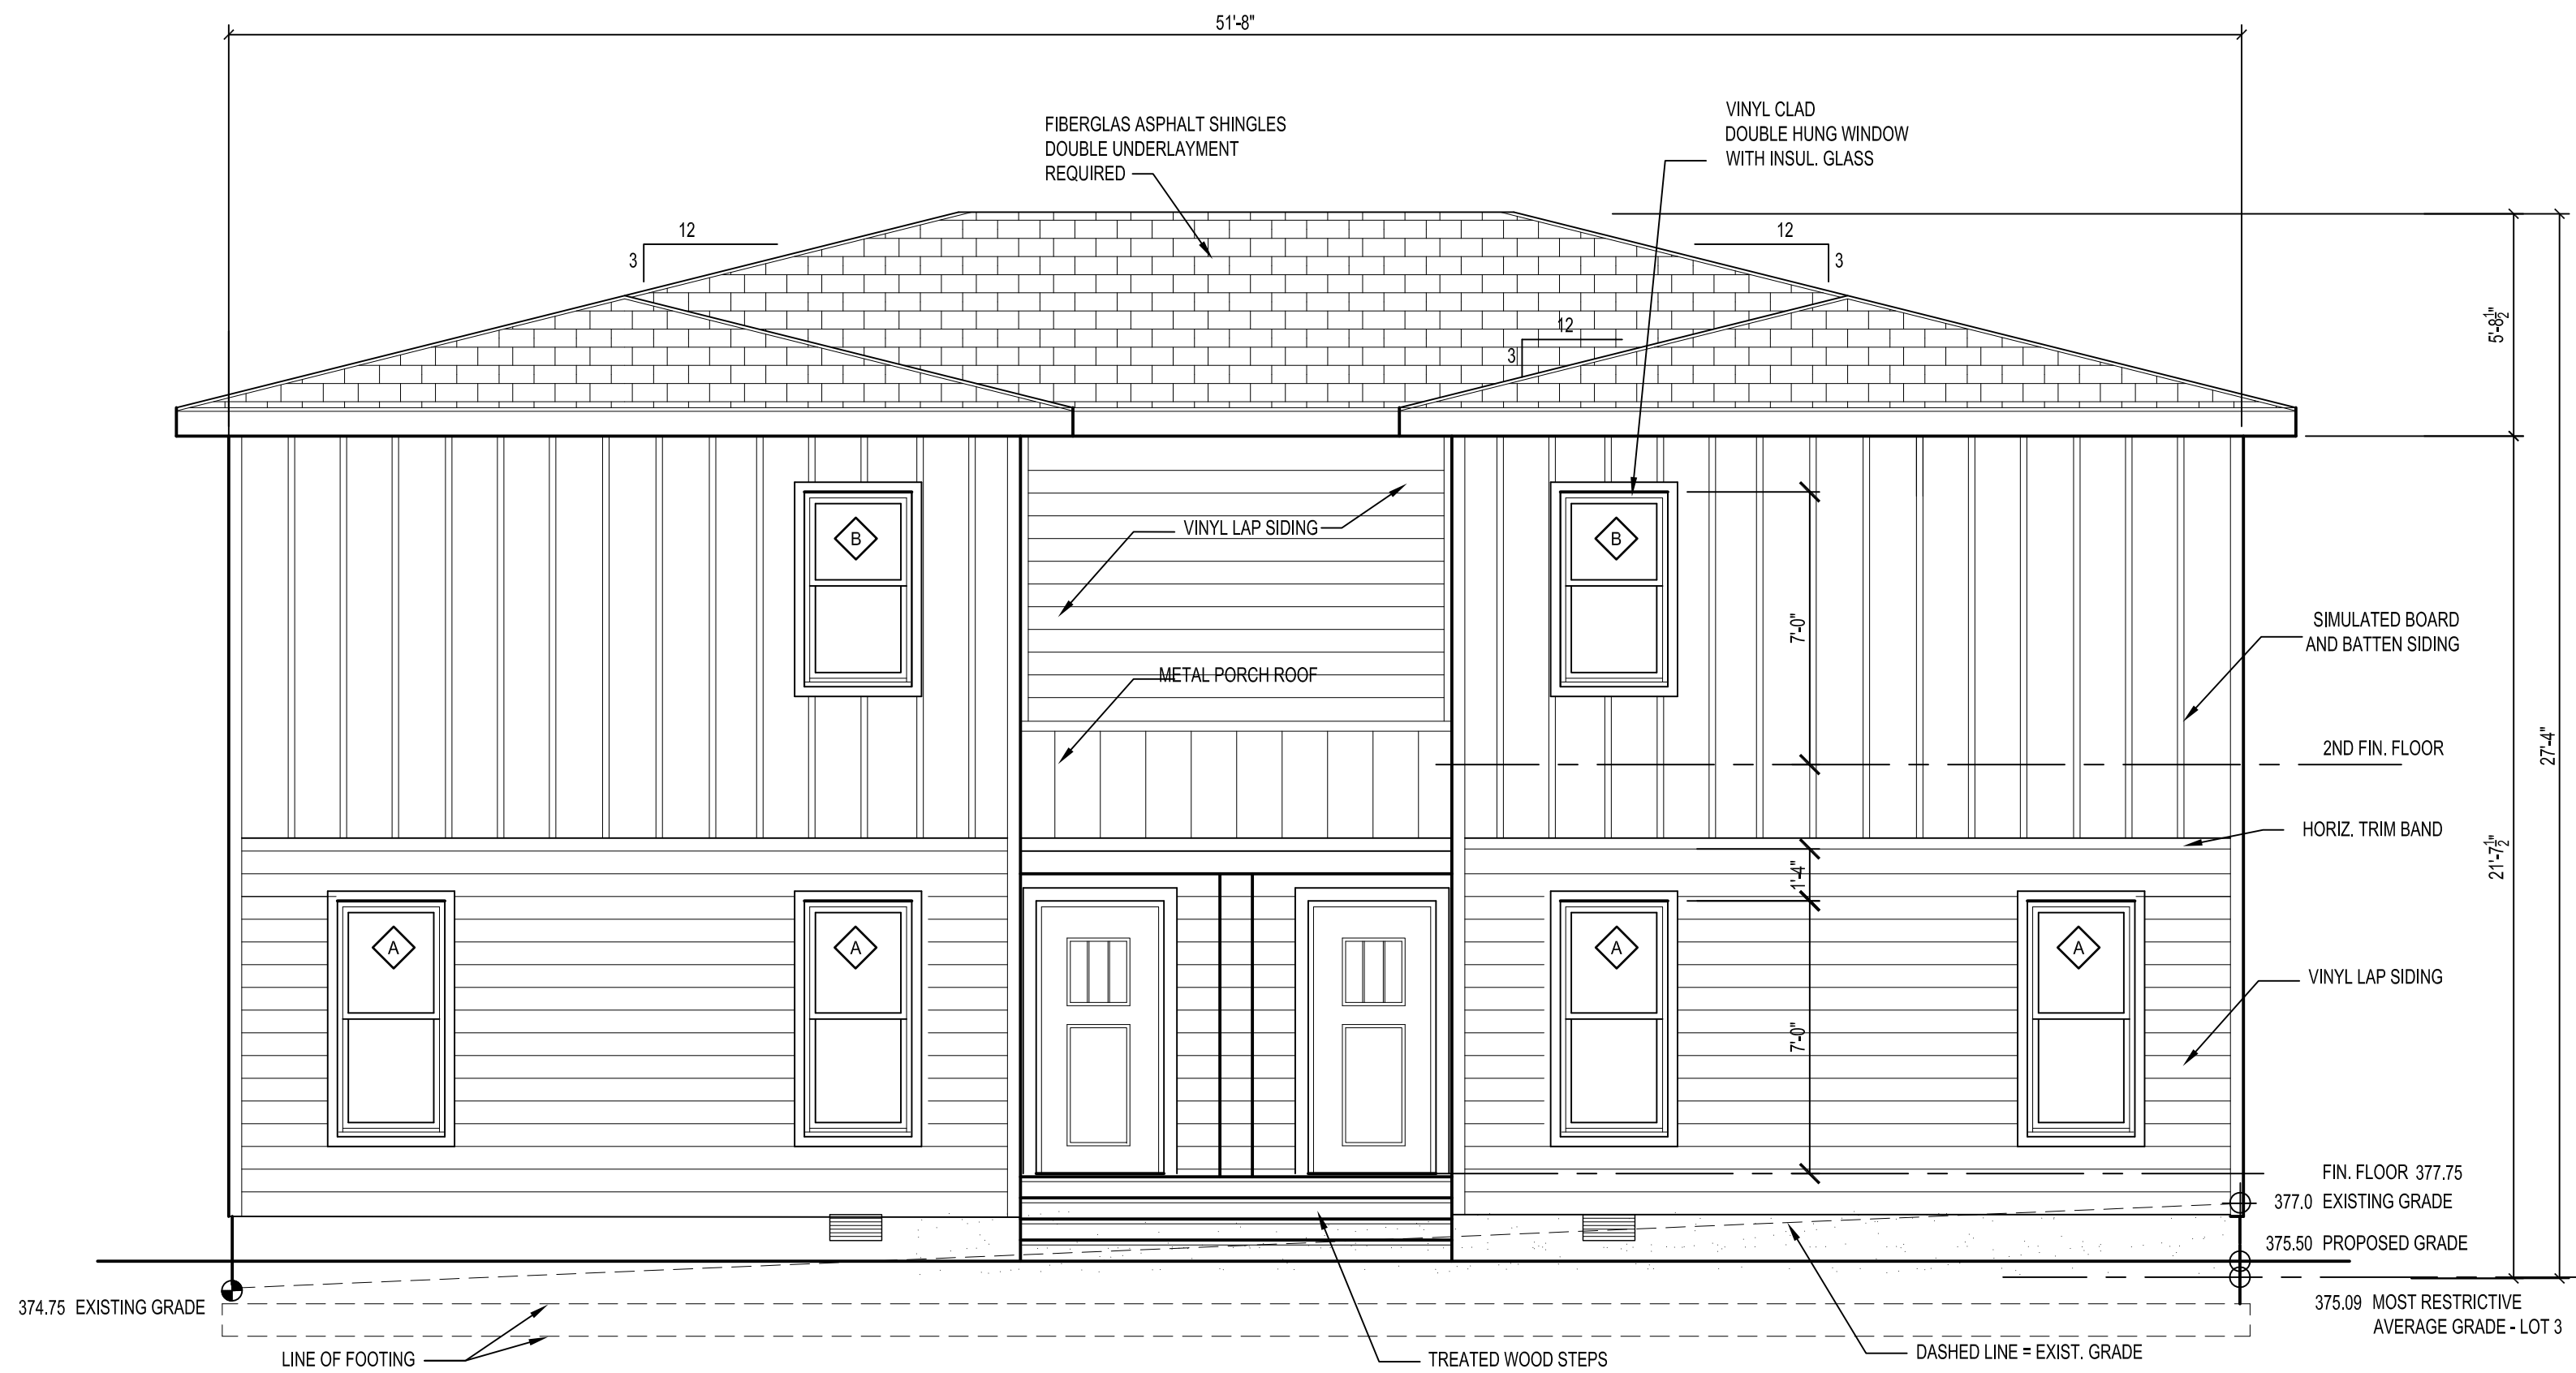 51'-8"
FIBERGLAS ASPHALT SHINGLES
DOUBLE UNDERLAYMENT
REQUIRED
VINYL CLAD
DOUBLE HUNG WINDOW
WITH INSUL. GLASS
12
3
12
3
12
3
5'-8½"
B
B
VINYL LAP SIDING
7'-0"
SIMULATED BOARD
AND BATTEN SIDING
METAL PORCH ROOF
2ND FIN. FLOOR
27'-4"
HORIZ. TRIM BAND
21'-7½"
1'-4"
A
A
A
A
VINYL LAP SIDING
7'-0"
FIN. FLOOR 377.75
377.0 EXISTING GRADE
375.50 PROPOSED GRADE
374.75 EXISTING GRADE
375.09 MOST RESTRICTIVE
AVERAGE GRADE - LOT 3
LINE OF FOOTING
TREATED WOOD STEPS
DASHED LINE = EXIST. GRADE